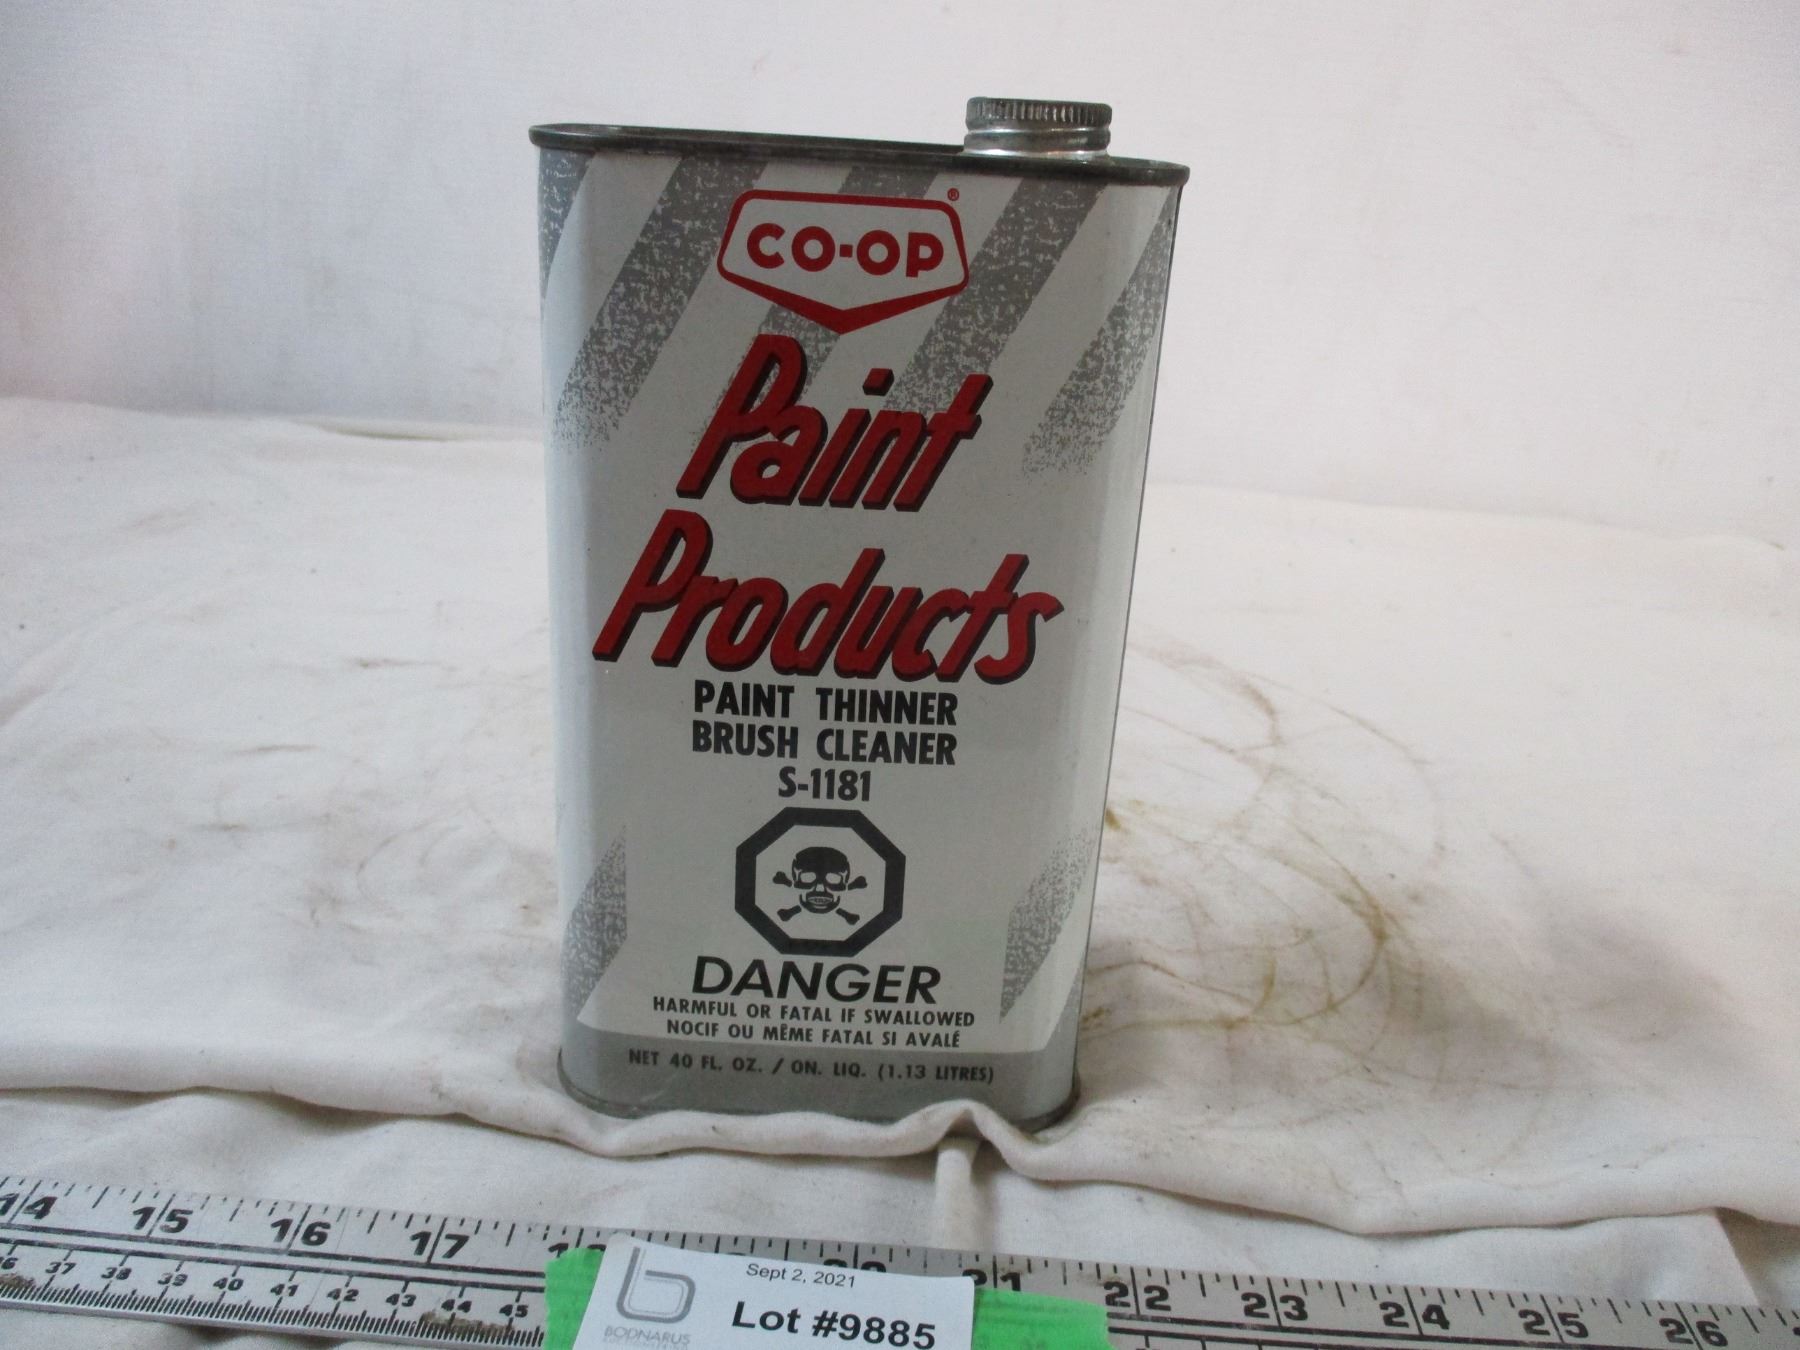 CO-OP®
Paint
Products
PAINT THINNER
BRUSH CLEANER
S-1181
DANGER
HARMFUL OR FATAL IF SWALLOWED
NOCIF OU MÊME FATAL SI AVALÉ
NET 40 FL. OZ. / ON. LIQ. (1.13 LITRES)
14 15 16 17 21 22 23 24 25 26
37 38 39 40 41 42 43 44 45
Sept 2, 2021
Lot #9885
BODNARUS